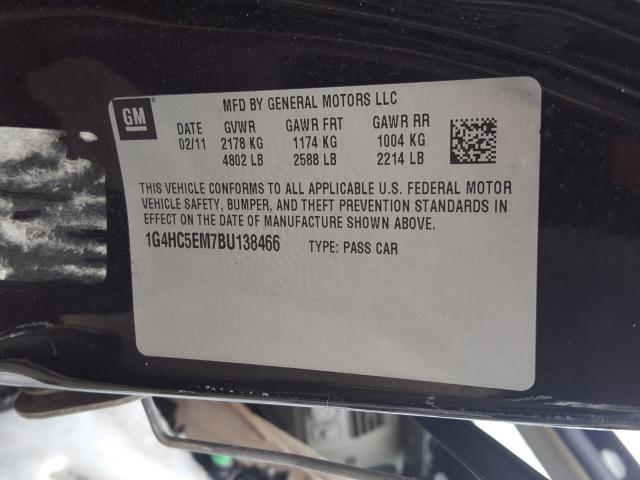 GM
MFD BY GENERAL MOTORS LLC
DATE GVWR GAWR FRT GAWR RR
02/11 2178 KG 1174 KG 1004 KG
4802 LB 2588 LB 2214 LB
THIS VEHICLE CONFORMS TO ALL APPLICABLE U.S. FEDERAL MOTOR
VEHICLE SAFETY, BUMPER, AND THEFT PREVENTION STANDARDS IN
EFFECT ON THE DATE OF MANUFACTURE SHOWN ABOVE.
1G4HC5EM7BU138466 TYPE: PASS CAR